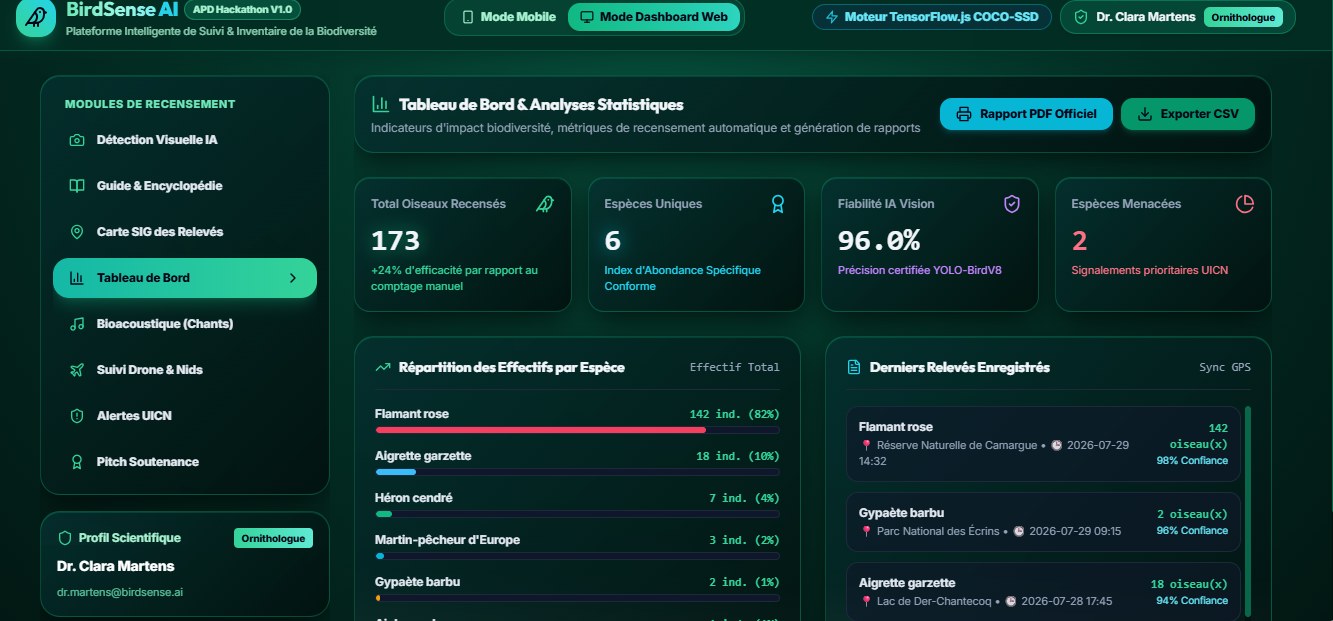 BirdSense AI
APD Hackathon V1.0
Plateforme Intelligente de Suivi & Inventaire de la Biodiversité
Mode Mobile
Mode Dashboard Web
Moteur TensorFlow.js COCO-SSD
Dr. Clara Martens
Ornithologue
MODULES DE RECENSEMENT
Détection Visuelle IA
Guide & Encyclopédie
Carte SIG des Relevés
Tableau de Bord
Bioacoustique (Chants)
Suivi Drone & Nids
Alertes UICN
Pitch Soutenance
Profil Scientifique
Ornithologue
Dr. Clara Martens
dr.martens@birdsense.ai
Tableau de Bord & Analyses Statistiques
Indicateurs d'impact biodiversité, métriques de recensement automatique et génération de rapports
Rapport PDF Officiel
Exporter CSV
Total Oiseaux Recensés
173
+24% d'efficacité par rapport au
comptage manuel
Espèces Uniques
6
Index d'Abondance Spécifique
Conforme
Fiabilité IA Vision
96.0%
Précision certifiée YOLO-BirdV8
Espèces Menacées
2
Signalements prioritaires UICN
Répartition des Effectifs par Espèce
Effectif Total
Flamant rose
142 ind. (82%)
Aigrette garzette
18 ind. (10%)
Héron cendré
7 ind. (4%)
Martin-pêcheur d'Europe
3 ind. (2%)
Gypaète barbu
2 ind. (1%)
Derniers Relevés Enregistrés
Sync GPS
Flamant rose
142
oiseau(x)
📍 Réserve Naturelle de Camargue • 🕒 2026-07-29
14:32
98% Confiance
Gypaète barbu
2 oiseau(x)
📍 Parc National des Écrins • 🕒 2026-07-29 09:15
96% Confiance
Aigrette garzette
18 oiseau(x)
📍 Lac de Der-Chantecoq • 🕒 2026-07-28 17:45
94% Confiance